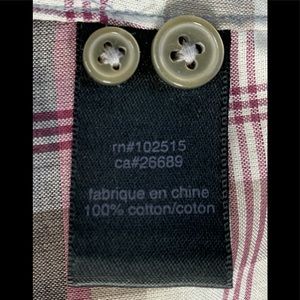 rn#102515
ca#26689
fabrique en chine
100% cotton/coton